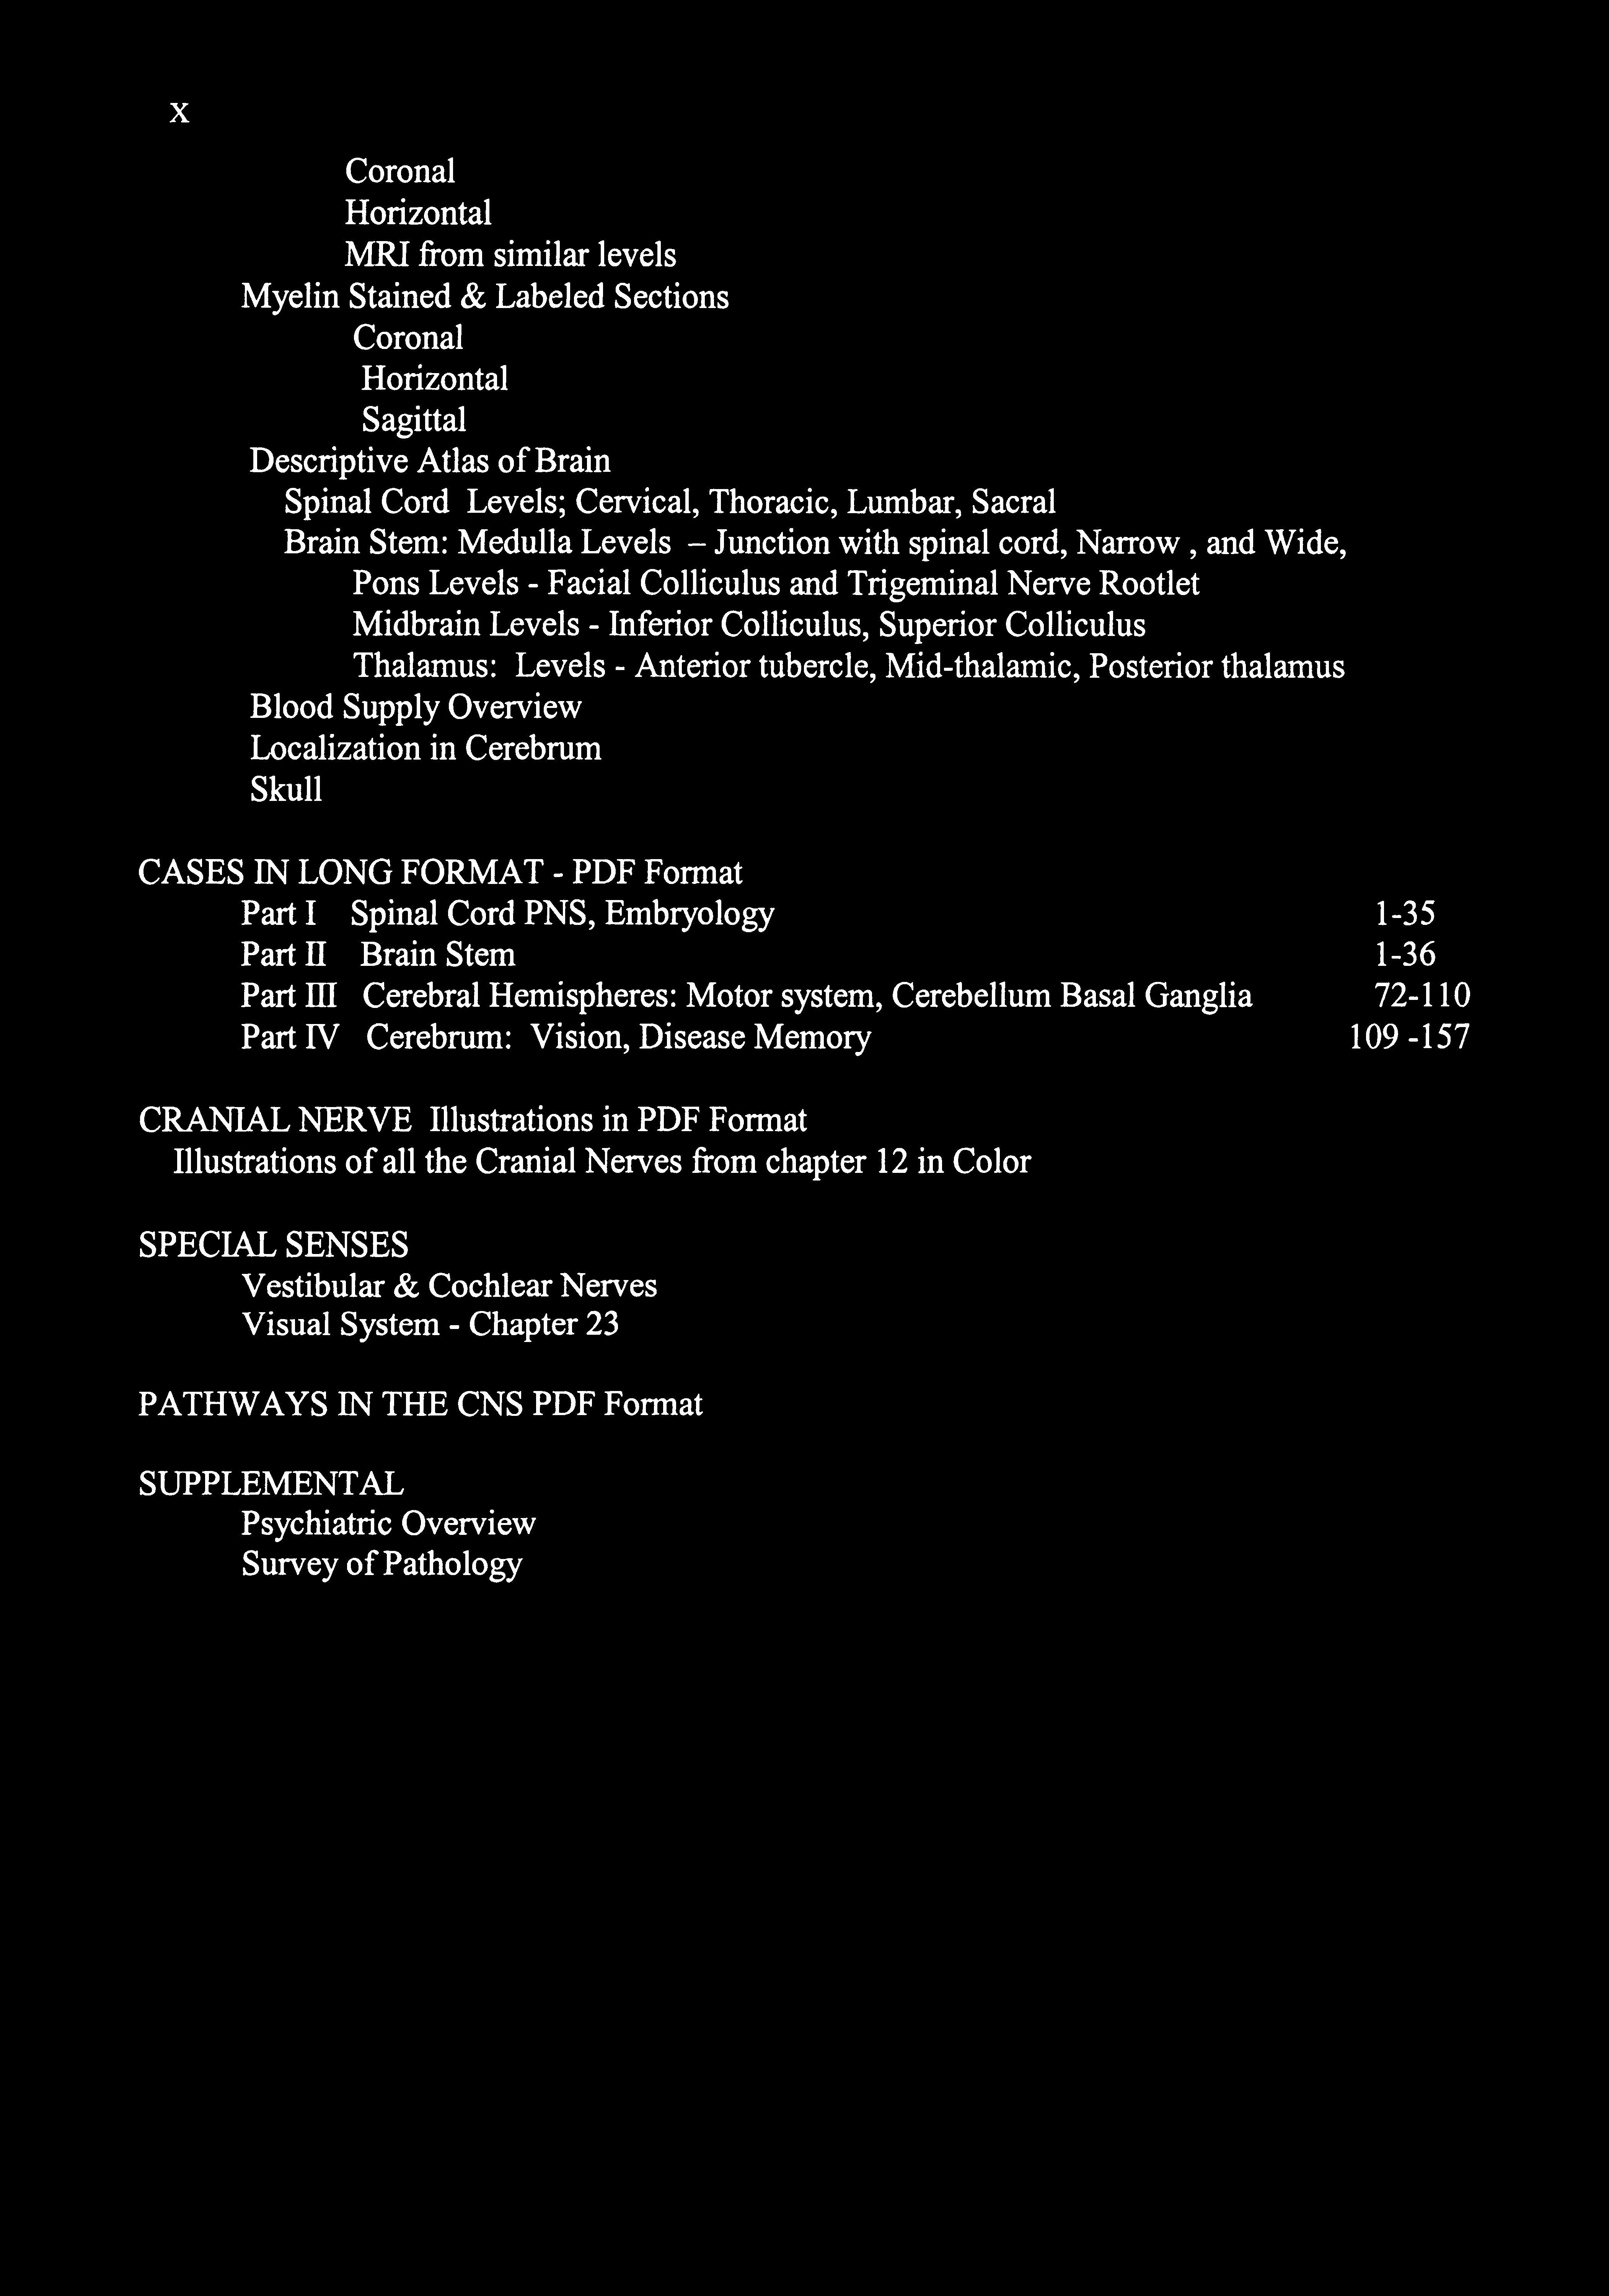 x
Coronal
Horizontal
MRI from similar levels
Myelin Stained & Labeled Sections
Coronal
Horizontal
Sagittal
Descriptive Atlas of Brain
Spinal Cord Levels; Cervical, Thoracic, Lumbar, Sacral
Brain Stem: Medulla Levels – Junction with spinal cord, Narrow , and Wide,
Pons Levels - Facial Colliculus and Trigeminal Nerve Rootlet
Midbrain Levels - Inferior Colliculus, Superior Colliculus
Thalamus: Levels - Anterior tubercle, Mid-thalamic, Posterior thalamus
Blood Supply Overview
Localization in Cerebrum
Skull
CASES IN LONG FORMAT - PDF Format
Part I Spinal Cord PNS, Embryology 1-35
Part II Brain Stem 1-36
Part III Cerebral Hemispheres: Motor system, Cerebellum Basal Ganglia 72-110
Part IV Cerebrum: Vision, Disease Memory 109 -157
CRANIAL NERVE Illustrations in PDF Format
Illustrations of all the Cranial Nerves from chapter 12 in Color
SPECIAL SENSES
Vestibular & Cochlear Nerves
Visual System - Chapter 23
PATHWAYS IN THE CNS PDF Format
SUPPLEMENTAL
Psychiatric Overview
Survey of Pathology